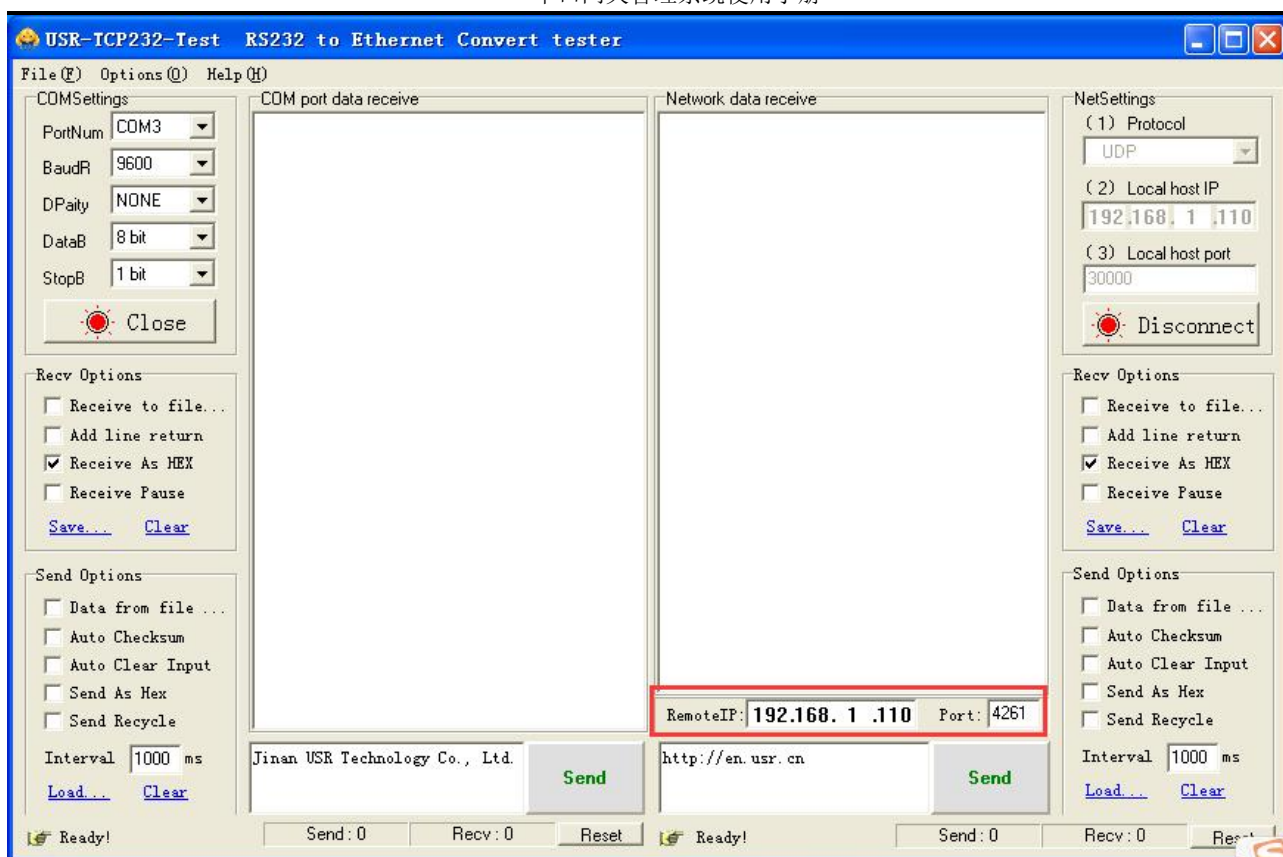 USR-TCP232-Test RS232 to Ethernet Convert tester
File(F) Options(O) Help(H)
COMSettings
PortNum COM3
BaudR 9600
DPaity NONE
DataB 8 bit
StopB 1 bit
Close
Recv Options
Receive to file...
Add line return
Receive As HEX
Receive Pause
Save... Clear
Send Options
Data from file ...
Auto Checksum
Auto Clear Input
Send As Hex
Send Recycle
Interval 1000 ms
Load... Clear
Ready!
COM port data receive
Jinan USR Technology Co., Ltd.
Send
Send : 0 Recv : 0 Reset
Network data receive
RemoteIP: 192.168. 1 .110 Port: 4261
http://en.usr.cn
Send
Ready! Send : 0 Recv : 0
NetSettings
(1) Protocol
UDP
(2) Local host IP
192.168. 1 .110
(3) Local host port
30000
Disconnect
Recv Options
Receive to file...
Add line return
Receive As HEX
Receive Pause
Save... Clear
Send Options
Data from file ...
Auto Checksum
Auto Clear Input
Send As Hex
Send Recycle
Interval 1000 ms
Load... Clear